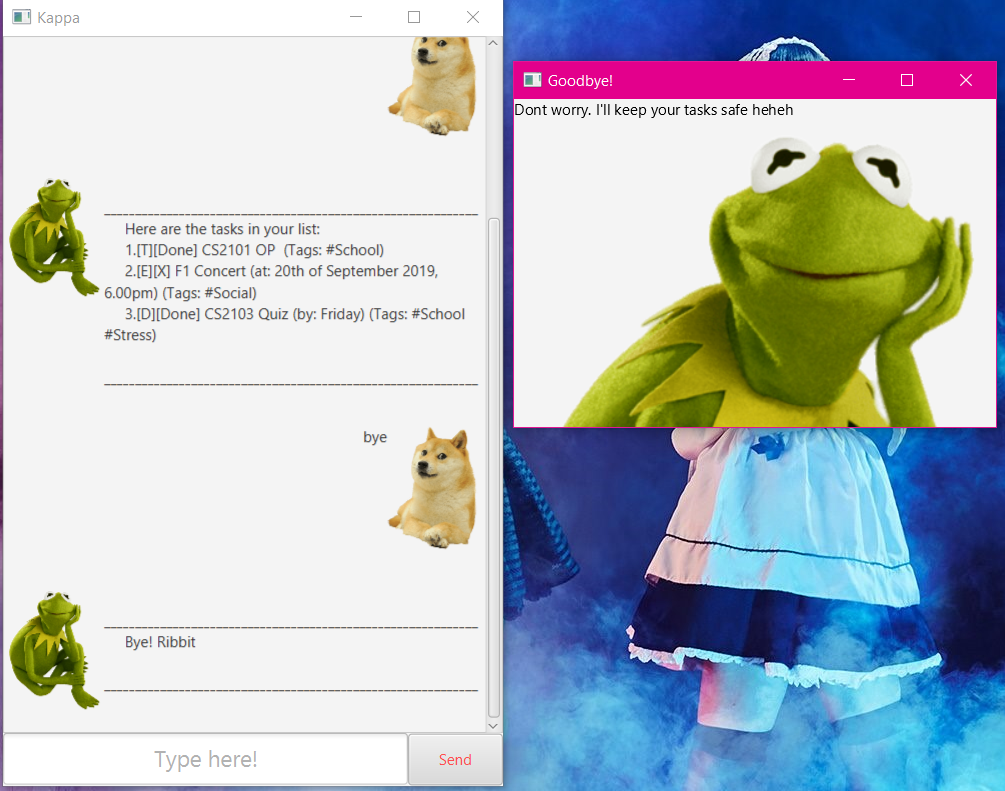 Kappa
____________________________________________________
Here are the tasks in your list:
1.[T][Done] CS2101 OP  (Tags: #School)
2.[E][X] F1 Concert (at: 20th of September 2019,
6.00pm) (Tags: #Social)
3.[D][Done] CS2103 Quiz (by: Friday) (Tags: #School
#Stress)
____________________________________________________
bye
____________________________________________________
Bye! Ribbit
____________________________________________________
Type here!
Send
Goodbye!
Dont worry. I'll keep your tasks safe heheh